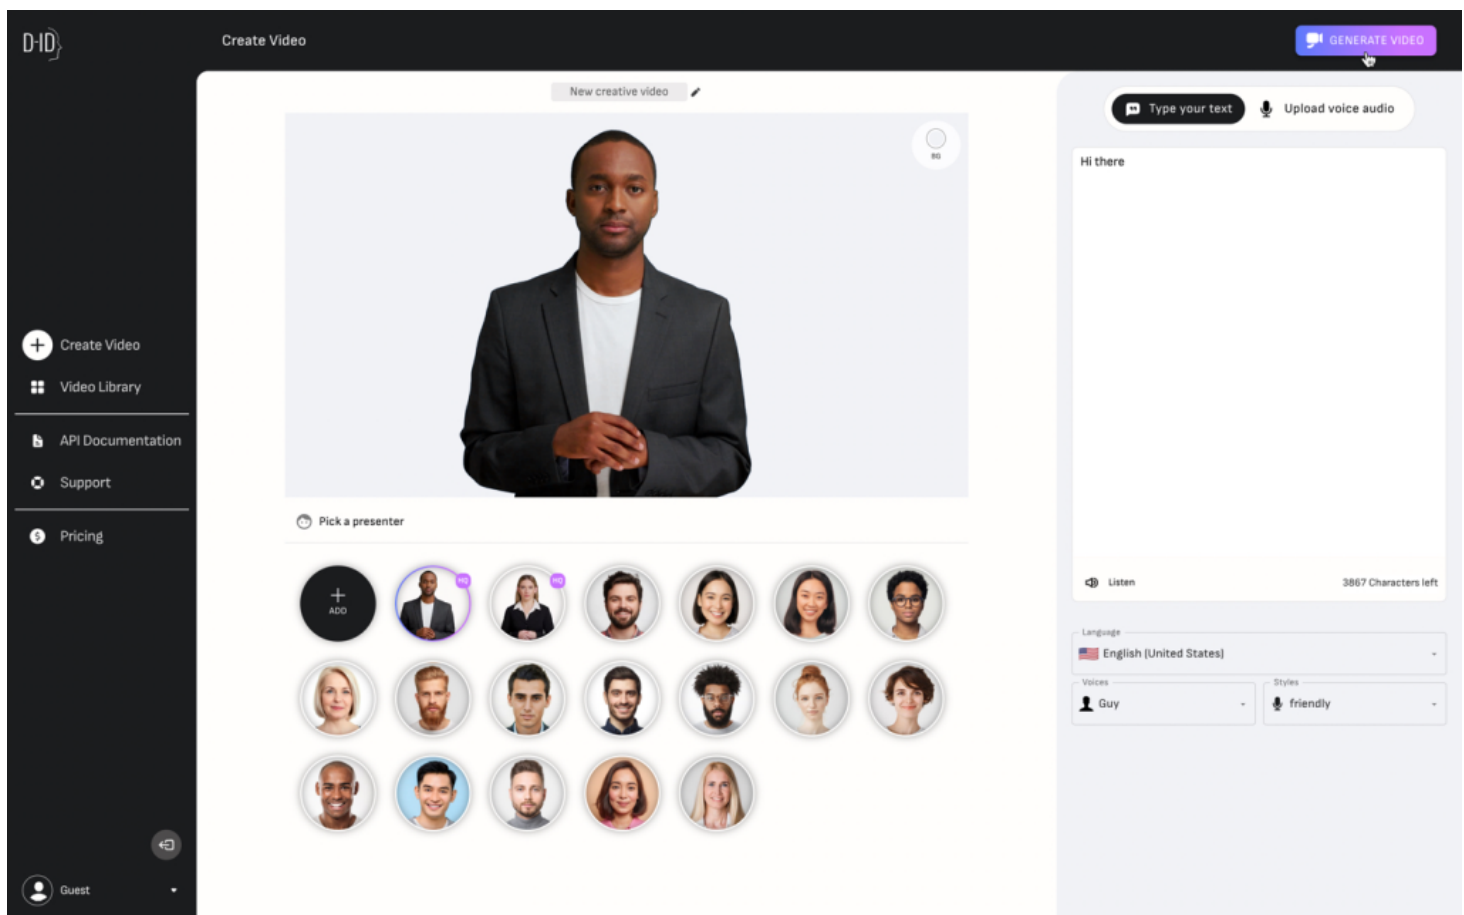 D-ID
Create Video
GENERATE VIDEO
New creative video
BG
Type your text
Upload voice audio
Hi there
Create Video
Video Library
API Documentation
Support
Pricing
Pick a presenter
ADD
HQ
HQ
Listen
3867 Characters left
Language
English (United States)
Voices
Guy
Styles
friendly
Guest